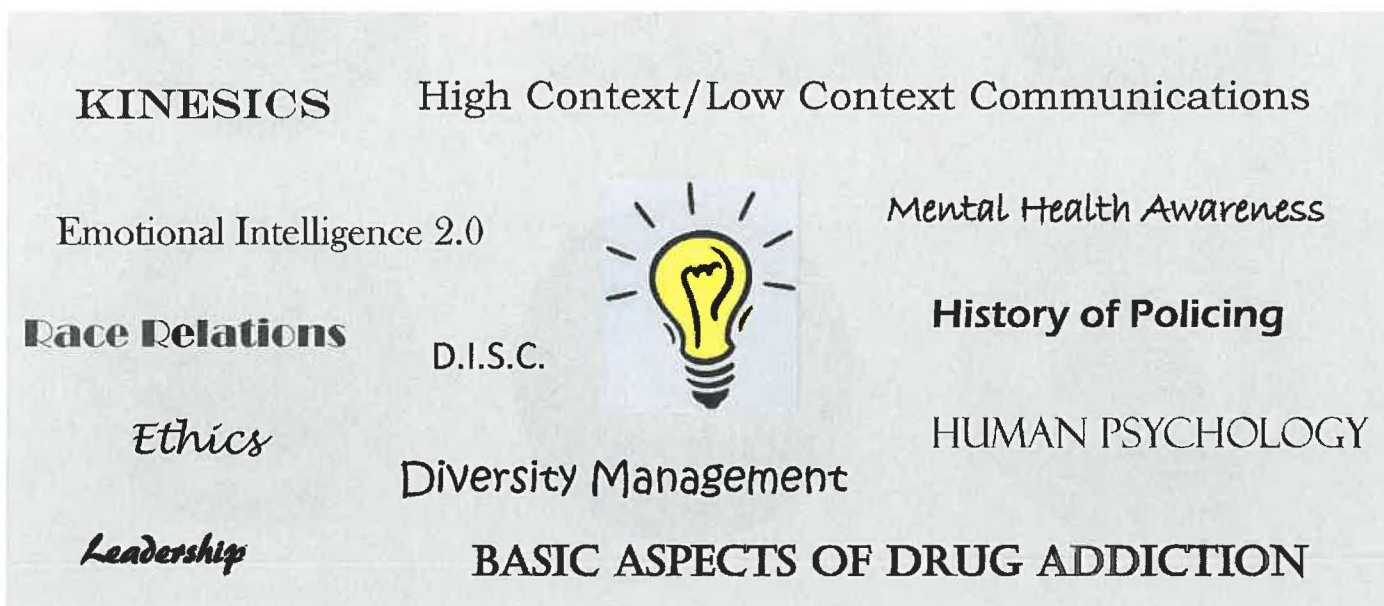 KINESICS
High Context/Low Context Communications
Emotional Intelligence 2.0
Mental Health Awareness
Race Relations
D.I.S.C.
History of Policing
Ethics
HUMAN PSYCHOLOGY
Diversity Management
Leadership
BASIC ASPECTS OF DRUG ADDICTION